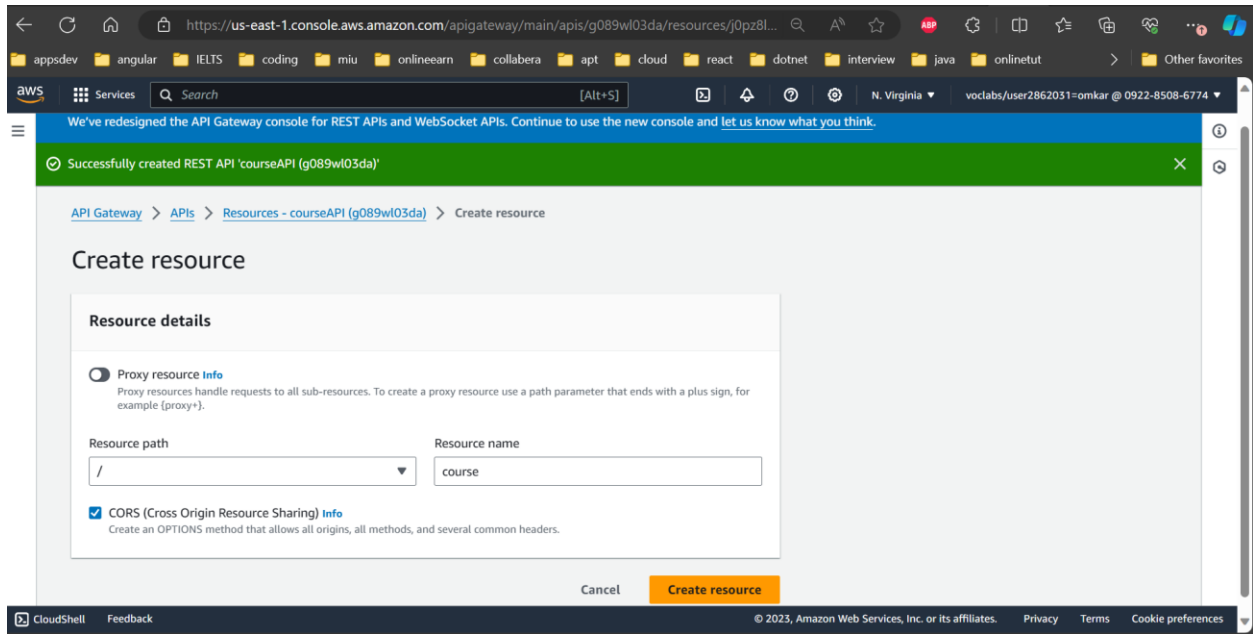 https://us-east-1.console.aws.amazon.com/apigateway/main/apis/g089wl03da/resources/j0pz8l...
ABP
appsdev angular IELTS coding miu onlineearn collabera apt cloud react dotnet interview java onlinetut Other favorites
aws Services Search [Alt+S] N. Virginia ▼ voclabs/user2862031=omkar @ 0922-8508-6774 ▼
We've redesigned the API Gateway console for REST APIs and WebSocket APIs. Continue to use the new console and let us know what you think.
Successfully created REST API 'courseAPI (g089wl03da)'
API Gateway > APIs > Resources - courseAPI (g089wl03da) > Create resource
Create resource
Resource details
Proxy resource Info
Proxy resources handle requests to all sub-resources. To create a proxy resource use a path parameter that ends with a plus sign, for
example {proxy+}.
Resource path Resource name
/ course
CORS (Cross Origin Resource Sharing) Info
Create an OPTIONS method that allows all origins, all methods, and several common headers.
Cancel Create resource
CloudShell Feedback © 2023, Amazon Web Services, Inc. or its affiliates. Privacy Terms Cookie preferences